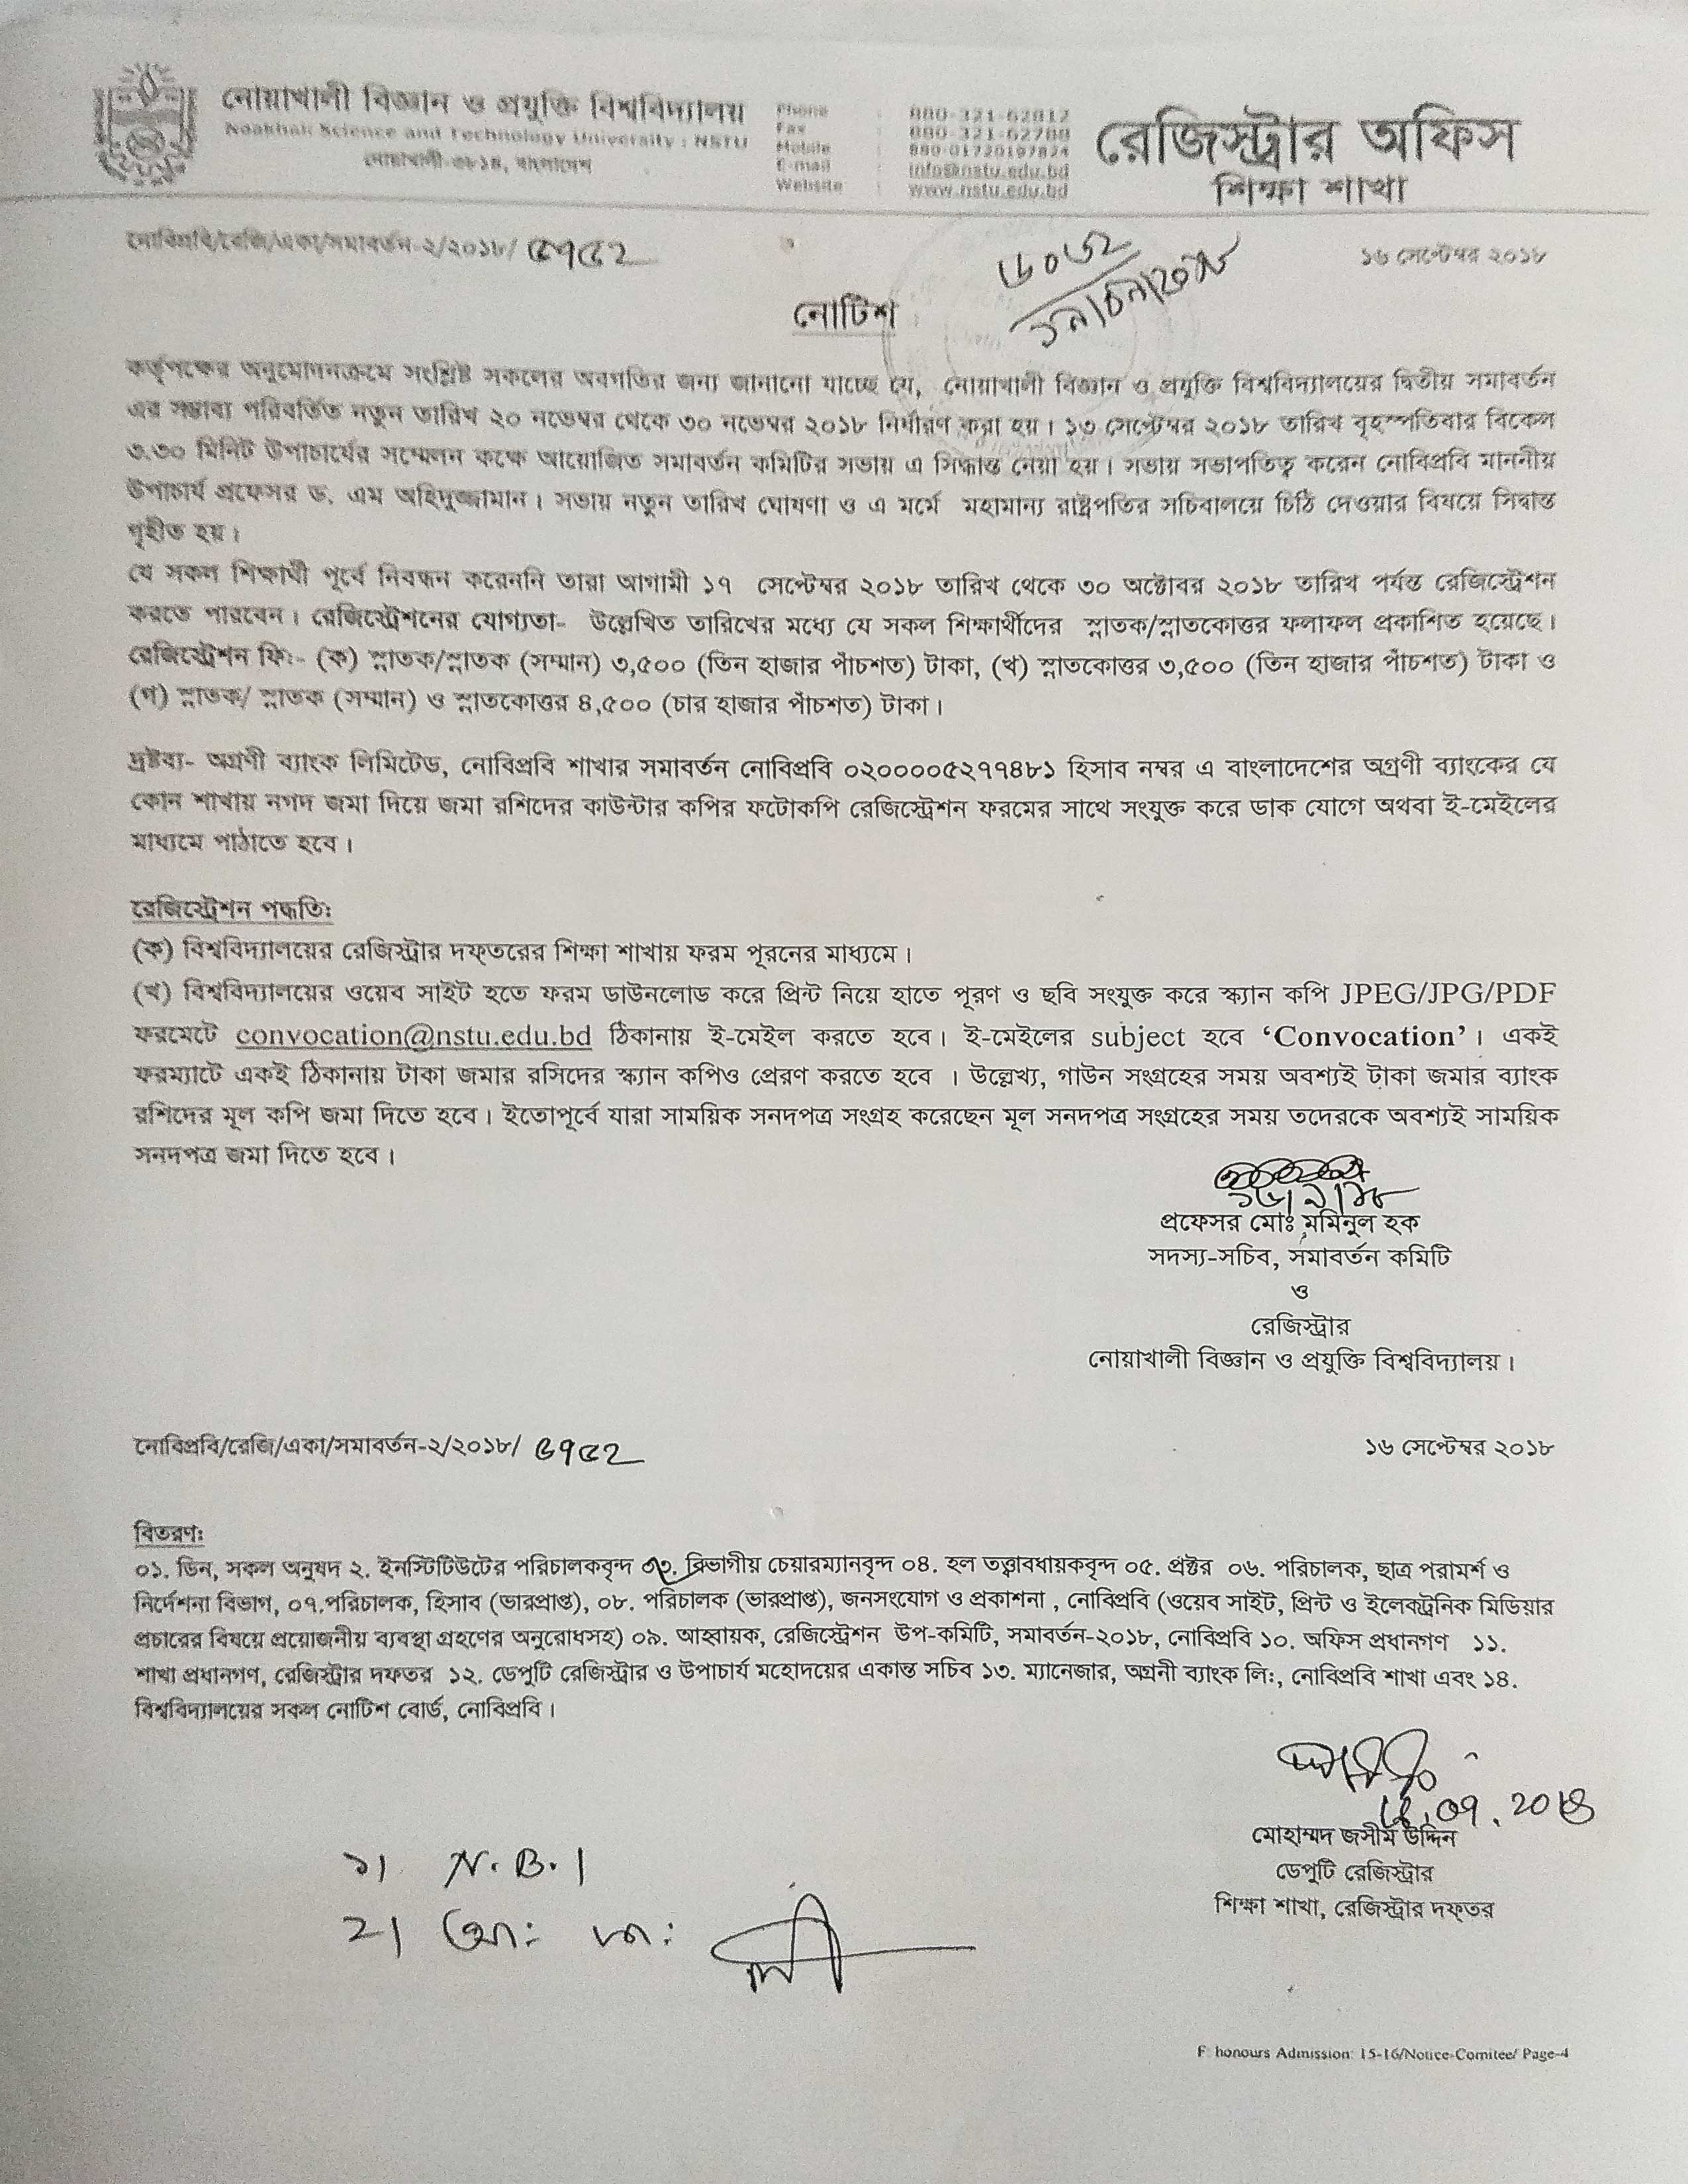 নোয়াখালী বিজ্ঞান ও প্রযুক্তি বিশ্ববিদ্যালয়
Noakhali Science and Technology University : NSTU
নোয়াখালী-৩৮১৪, বাংলাদেশ
Phone : 880-321-62812
Fax : 880-321-62788
Mobile : 880-01720197824
E-mail : info@nstu.edu.bd
Website : www.nstu.edu.bd
রেজিস্ট্রার অফিস
শিক্ষা শাখা
নোবিপ্রবি/রেজি/একা/সমাবর্তন-২/২০১৮/ ৫৭৫২
১৬ সেপ্টেম্বর ২০১৮
নোটিশ
কর্তৃপক্ষের অনুমোদনক্রমে সংশ্লিষ্ট সকলের অবগতির জন্য জানানো যাচ্ছে যে, নোয়াখালী বিজ্ঞান ও প্রযুক্তি বিশ্ববিদ্যালয়ের দ্বিতীয় সমাবর্তন
এর সম্ভাব্য পরিবর্তিত নতুন তারিখ ২০ নভেম্বর থেকে ৩০ নভেম্বর ২০১৮ নির্ধারণ করা হয়। ১৩ সেপ্টেম্বর ২০১৮ তারিখ বৃহস্পতিবার বিকেল
৩.৩০ মিনিট উপাচার্যের সম্মেলন কক্ষে আয়োজিত সমাবর্তন কমিটির সভায় এ সিদ্ধান্ত নেয়া হয়। সভায় সভাপতিত্ব করেন নোবিপ্রবি মাননীয়
উপাচার্য প্রফেসর ড. এম অহিদুজ্জামান। সভায় নতুন তারিখ ঘোষণা ও এ মর্মে মহামান্য রাষ্ট্রপতির সচিবালয়ে চিঠি দেওয়ার বিষয়ে সিদ্বান্ত
গৃহীত হয়।
যে সকল শিক্ষার্থী পূর্বে নিবন্ধন করেননি তারা আগামী ১৭ সেপ্টেম্বর ২০১৮ তারিখ থেকে ৩০ অক্টোবর ২০১৮ তারিখ পর্যন্ত রেজিস্ট্রেশন
করতে পারবেন। রেজিস্ট্রেশনের যোগ্যতা- উল্লেখিত তারিখের মধ্যে যে সকল শিক্ষার্থীদের স্নাতক/স্নাতকোত্তর ফলাফল প্রকাশিত হয়েছে।
রেজিস্ট্রেশন ফি:- (ক) স্নাতক/স্নাতক (সম্মান) ৩,৫০০ (তিন হাজার পাঁচশত) টাকা, (খ) স্নাতকোত্তর ৩,৫০০ (তিন হাজার পাঁচশত) টাকা ও
(গ) স্নাতক/ স্নাতক (সম্মান) ও স্নাতকোত্তর ৪,৫০০ (চার হাজার পাঁচশত) টাকা।
দ্রষ্টব্য- অগ্রণী ব্যাংক লিমিটেড, নোবিপ্রবি শাখার সমাবর্তন নোবিপ্রবি ০২০০০০৫২৭৭৪৮১ হিসাব নম্বর এ বাংলাদেশের অগ্রণী ব্যাংকের যে
কোন শাখায় নগদ জমা দিয়ে জমা রশিদের কাউন্টার কপির ফটোকপি রেজিস্ট্রেশন ফরমের সাথে সংযুক্ত করে ডাক যোগে অথবা ই-মেইলের
মাধ্যমে পাঠাতে হবে।
রেজিস্ট্রেশন পদ্ধতি:
(ক) বিশ্ববিদ্যালয়ের রেজিস্ট্রার দফ্তরের শিক্ষা শাখায় ফরম পূরনের মাধ্যমে।
(খ) বিশ্ববিদ্যালয়ের ওয়েব সাইট হতে ফরম ডাউনলোড করে প্রিন্ট নিয়ে হাতে পূরণ ও ছবি সংযুক্ত করে স্ক্যান কপি JPEG/JPG/PDF
ফরমেটে convocation@nstu.edu.bd ঠিকানায় ই-মেইল করতে হবে। ই-মেইলের subject হবে ‘Convocation’। একই
ফরম্যাটে একই ঠিকানায় টাকা জমার রসিদের স্ক্যান কপিও প্রেরণ করতে হবে । উল্লেখ্য, গাউন সংগ্রহের সময় অবশ্যই টাকা জমার ব্যাংক
রশিদের মূল কপি জমা দিতে হবে। ইতোপূর্বে যারা সাময়িক সনদপত্র সংগ্রহ করেছেন মূল সনদপত্র সংগ্রহের সময় তদেরকে অবশ্যই সাময়িক
সনদপত্র জমা দিতে হবে।
১৬/৯/১৮
প্রফেসর মোঃ মমিনুল হক
সদস্য-সচিব, সমাবর্তন কমিটি
ও
রেজিস্ট্রার
নোয়াখালী বিজ্ঞান ও প্রযুক্তি বিশ্ববিদ্যালয়।
নোবিপ্রবি/রেজি/একা/সমাবর্তন-২/২০১৮/ ৫৭৫২
১৬ সেপ্টেম্বর ২০১৮
বিতরণ:
০১. ডিন, সকল অনুষদ ২. ইনস্টিটিউটের পরিচালকবৃন্দ ০৩. বিভাগীয় চেয়ারম্যানবৃন্দ ০৪. হল তত্ত্বাবধায়কবৃন্দ ০৫. প্রক্টর ০৬. পরিচালক, ছাত্র পরামর্শ ও
নির্দেশনা বিভাগ, ০৭.পরিচালক, হিসাব (ভারপ্রাপ্ত), ০৮. পরিচালক (ভারপ্রাপ্ত), জনসংযোগ ও প্রকাশনা , নোবিপ্রবি (ওয়েব সাইট, প্রিন্ট ও ইলেকট্রনিক মিডিয়ার
প্রচারের বিষয়ে প্রয়োজনীয় ব্যবস্থা গ্রহণের অনুরোধসহ) ০৯. আহ্বায়ক, রেজিস্ট্রেশন উপ-কমিটি, সমাবর্তন-২০১৮, নোবিপ্রবি ১০. অফিস প্রধানগণ ১১.
শাখা প্রধানগণ, রেজিস্ট্রার দফতর ১২. ডেপুটি রেজিস্ট্রার ও উপাচার্য মহোদয়ের একান্ত সচিব ১৩. ম্যানেজার, অগ্রনী ব্যাংক লি:, নোবিপ্রবি শাখা এবং ১৪.
বিশ্ববিদ্যালয়ের সকল নোটিশ বোর্ড, নোবিপ্রবি।
মোহাম্মদ জসীম উদ্দিন
ডেপুটি রেজিস্ট্রার
শিক্ষা শাখা, রেজিস্ট্রার দফ্তর
১। N.B.।
২।
F: honours Admission: 15-16/Notice-Comitee/ Page-4